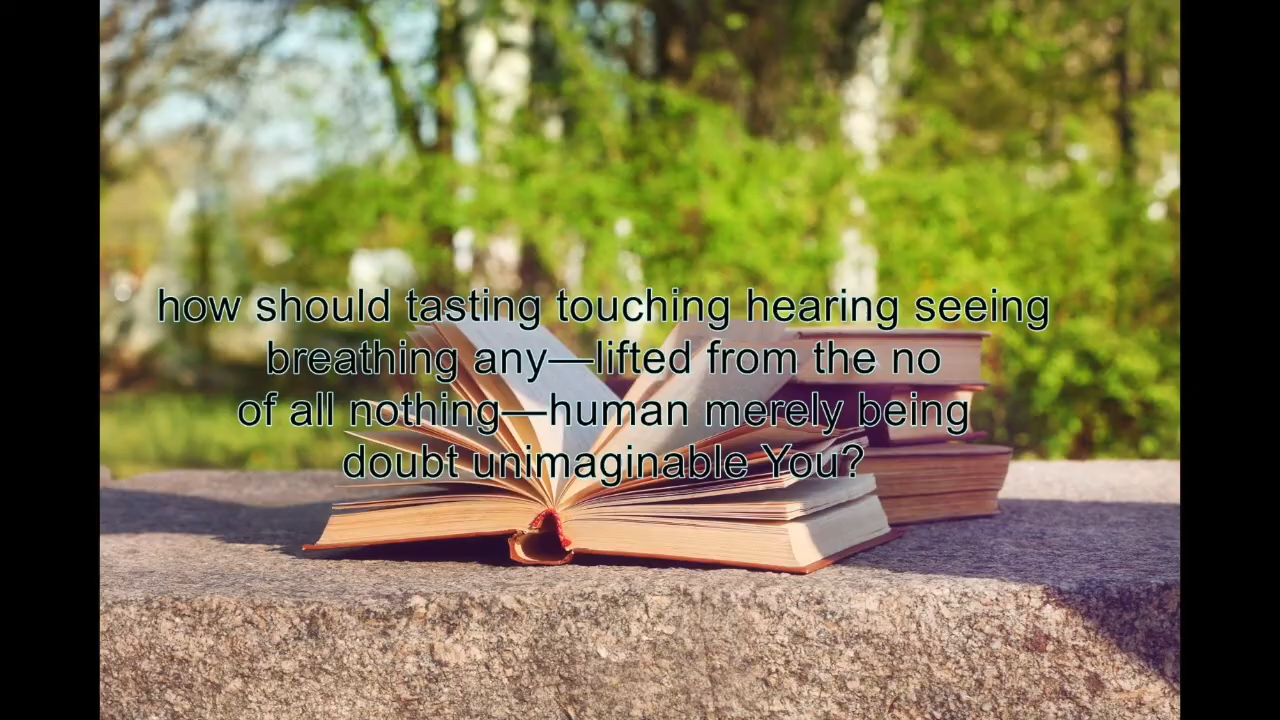 how should tasting touching hearing seeing
breathing any—lifted from the no
of all nothing—human merely being
doubt unimaginable You?